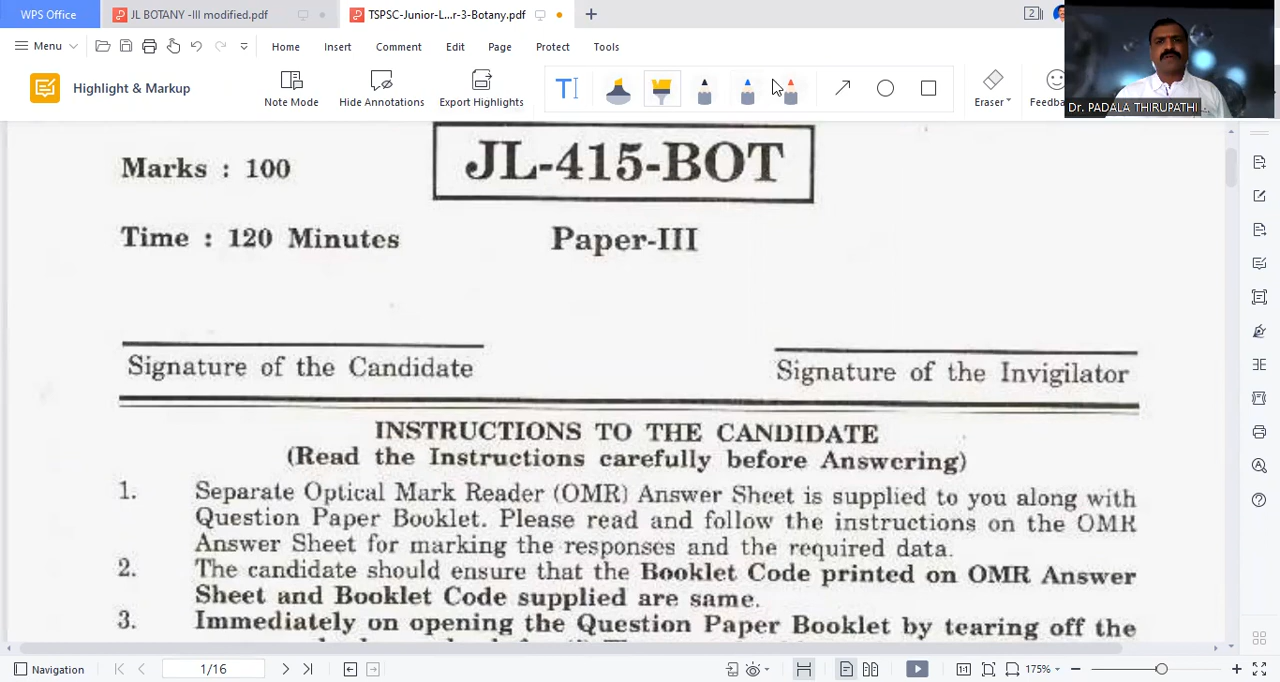 WPS Office
JL BOTANY -III modified.pdf
TSPSC-Junior-L...r-3-Botany.pdf
2
Menu
Home
Insert
Comment
Edit
Page
Protect
Tools
Highlight & Markup
Note Mode
Hide Annotations
Export Highlights
Eraser
Feedba
Dr. PADALA THIRUPATHI
Marks : 100
JL-415-BOT
Time : 120 Minutes
Paper-III
Signature of the Candidate
Signature of the Invigilator
INSTRUCTIONS TO THE CANDIDATE
(Read the Instructions carefully before Answering)
1. Separate Optical Mark Reader (OMR) Answer Sheet is supplied to you along with
Question Paper Booklet. Please read and follow the instructions on the OMR
Answer Sheet for marking the responses and the required data.
2. The candidate should ensure that the Booklet Code printed on OMR Answer
Sheet and Booklet Code supplied are same.
3. Immediately on opening the Question Paper Booklet by tearing off the
Navigation
1/16
175%